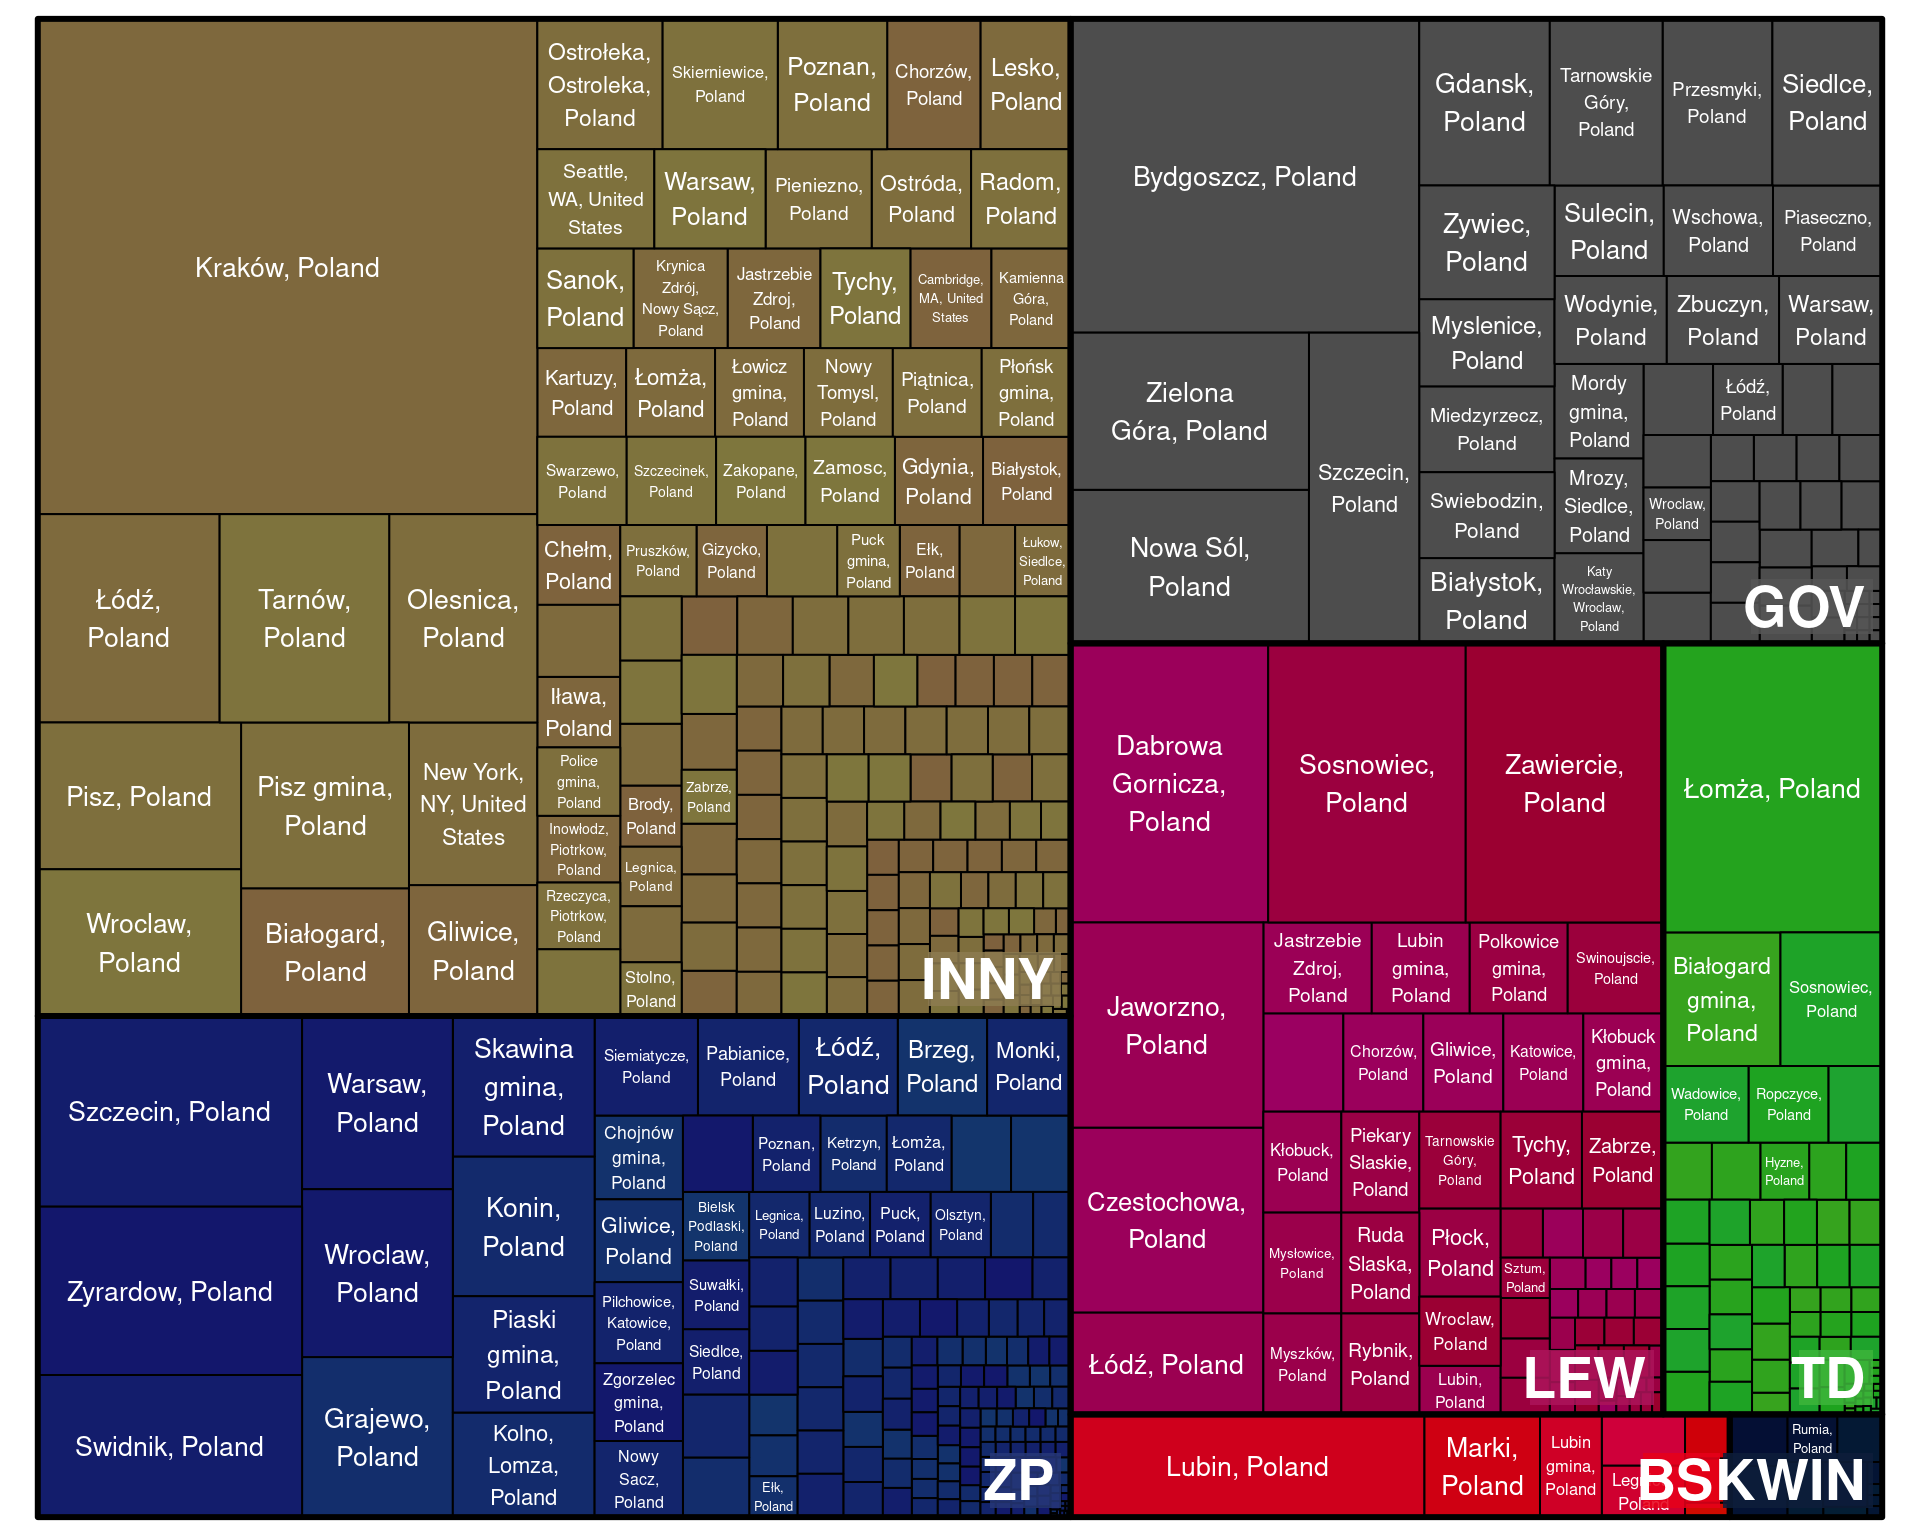 Kraków, Poland
Łódź,
Poland
Tarnów,
Poland
Olesnica,
Poland
Pisz, Poland
Pisz gmina,
Poland
New York,
NY, United
States
Wroclaw,
Poland
Białogard,
Poland
Gliwice,
Poland
Ostrołeka,
Ostroleka,
Poland
Skierniewice,
Poland
Poznan,
Poland
Chorzów,
Poland
Lesko,
Poland
Seattle,
WA, United
States
Warsaw,
Poland
Pieniezno,
Poland
Ostróda,
Poland
Radom,
Poland
Sanok,
Poland
Krynica
Zdrój,
Nowy Sącz,
Poland
Jastrzebie
Zdroj,
Poland
Tychy,
Poland
Cambridge,
MA, United
States
Kamienna
Góra,
Poland
Kartuzy,
Poland
Łomża,
Poland
Łowicz
gmina,
Poland
Nowy
Tomysl,
Poland
Piątnica,
Poland
Płońsk
gmina,
Poland
Swarzewo,
Poland
Szczecinek,
Poland
Zakopane,
Poland
Zamosc,
Poland
Gdynia,
Poland
Białystok,
Poland
Chełm,
Poland
Pruszków,
Poland
Gizycko,
Poland
Puck
gmina,
Poland
Ełk,
Poland
Łukow,
Siedlce,
Poland
Iława,
Poland
Police
gmina,
Poland
Inowłodz,
Piotrkow,
Poland
Rzeczyca,
Piotrkow,
Poland
Brody,
Poland
Legnica,
Poland
Stolno,
Poland
Zabrze,
Poland
INNY
Bydgoszcz, Poland
Zielona
Góra, Poland
Nowa Sól,
Poland
Szczecin,
Poland
Gdansk,
Poland
Tarnowskie
Góry,
Poland
Przesmyki,
Poland
Siedlce,
Poland
Zywiec,
Poland
Sulecin,
Poland
Wschowa,
Poland
Piaseczno,
Poland
Myslenice,
Poland
Wodynie,
Poland
Zbuczyn,
Poland
Warsaw,
Poland
Miedzyrzecz,
Poland
Mordy
gmina,
Poland
Łódź,
Poland
Swiebodzin,
Poland
Mrozy,
Siedlce,
Poland
Wroclaw,
Poland
Białystok,
Poland
Katy
Wrocławskie,
Wroclaw,
Poland
GOV
Dabrowa
Gornicza,
Poland
Sosnowiec,
Poland
Zawiercie,
Poland
Jaworzno,
Poland
Czestochowa,
Poland
Łódź, Poland
Jastrzebie
Zdroj,
Poland
Lubin
gmina,
Poland
Polkowice
gmina,
Poland
Swinoujscie,
Poland
Chorzów,
Poland
Gliwice,
Poland
Katowice,
Poland
Kłobuck
gmina,
Poland
Kłobuck,
Poland
Piekary
Slaskie,
Poland
Tarnowskie
Góry,
Poland
Tychy,
Poland
Zabrze,
Poland
Mysłowice,
Poland
Ruda
Slaska,
Poland
Płock,
Poland
Sztum,
Poland
Myszków,
Poland
Rybnik,
Poland
Wroclaw,
Poland
Lubin,
Poland
LEW
Łomża, Poland
Białogard
gmina,
Poland
Sosnowiec,
Poland
Wadowice,
Poland
Ropczyce,
Poland
Hyzne,
Poland
TD
Szczecin, Poland
Zyrardow, Poland
Swidnik, Poland
Warsaw,
Poland
Wroclaw,
Poland
Grajewo,
Poland
Skawina
gmina,
Poland
Konin,
Poland
Piaski
gmina,
Poland
Kolno,
Lomza,
Poland
Siemiatycze,
Poland
Pabianice,
Poland
Łódź,
Poland
Brzeg,
Poland
Monki,
Poland
Chojnów
gmina,
Poland
Poznan,
Poland
Ketrzyn,
Poland
Łomża,
Poland
Gliwice,
Poland
Bielsk
Podlaski,
Poland
Legnica,
Poland
Luzino,
Poland
Puck,
Poland
Olsztyn,
Poland
Pilchowice,
Katowice,
Poland
Suwałki,
Poland
Siedlce,
Poland
Zgorzelec
gmina,
Poland
Nowy
Sacz,
Poland
Ełk,
Poland
ZP
Lubin, Poland
Marki,
Poland
Lubin
gmina,
Poland
Rumia,
Poland
BSKWIN